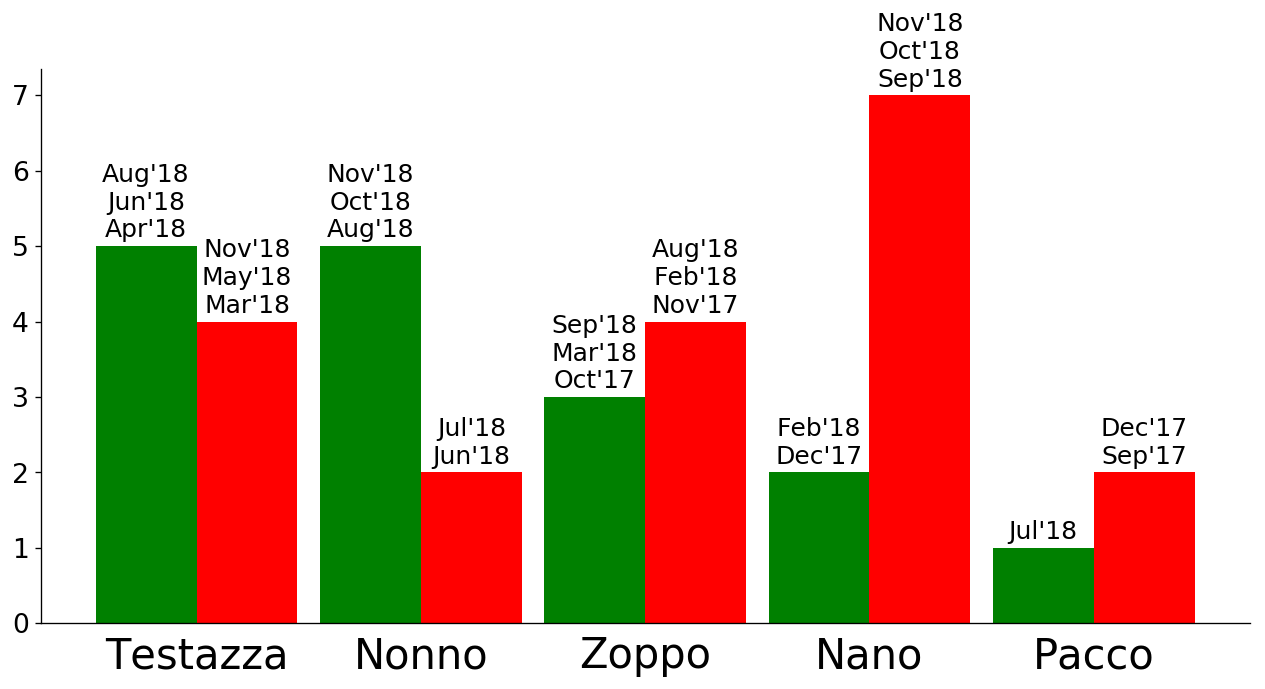 Nov'18
Oct'18
Sep'18
7
6
Aug'18
Jun'18
Apr'18
Nov'18
Oct'18
Aug'18
5
Nov'18
May'18
Mar'18
Aug'18
Feb'18
Nov'17
4
Sep'18
Mar'18
Oct'17
3
Jul'18
Jun'18
Feb'18
Dec'17
Dec'17
Sep'17
2
Jul'18
1
0
Testazza
Nonno
Zoppo
Nano
Pacco